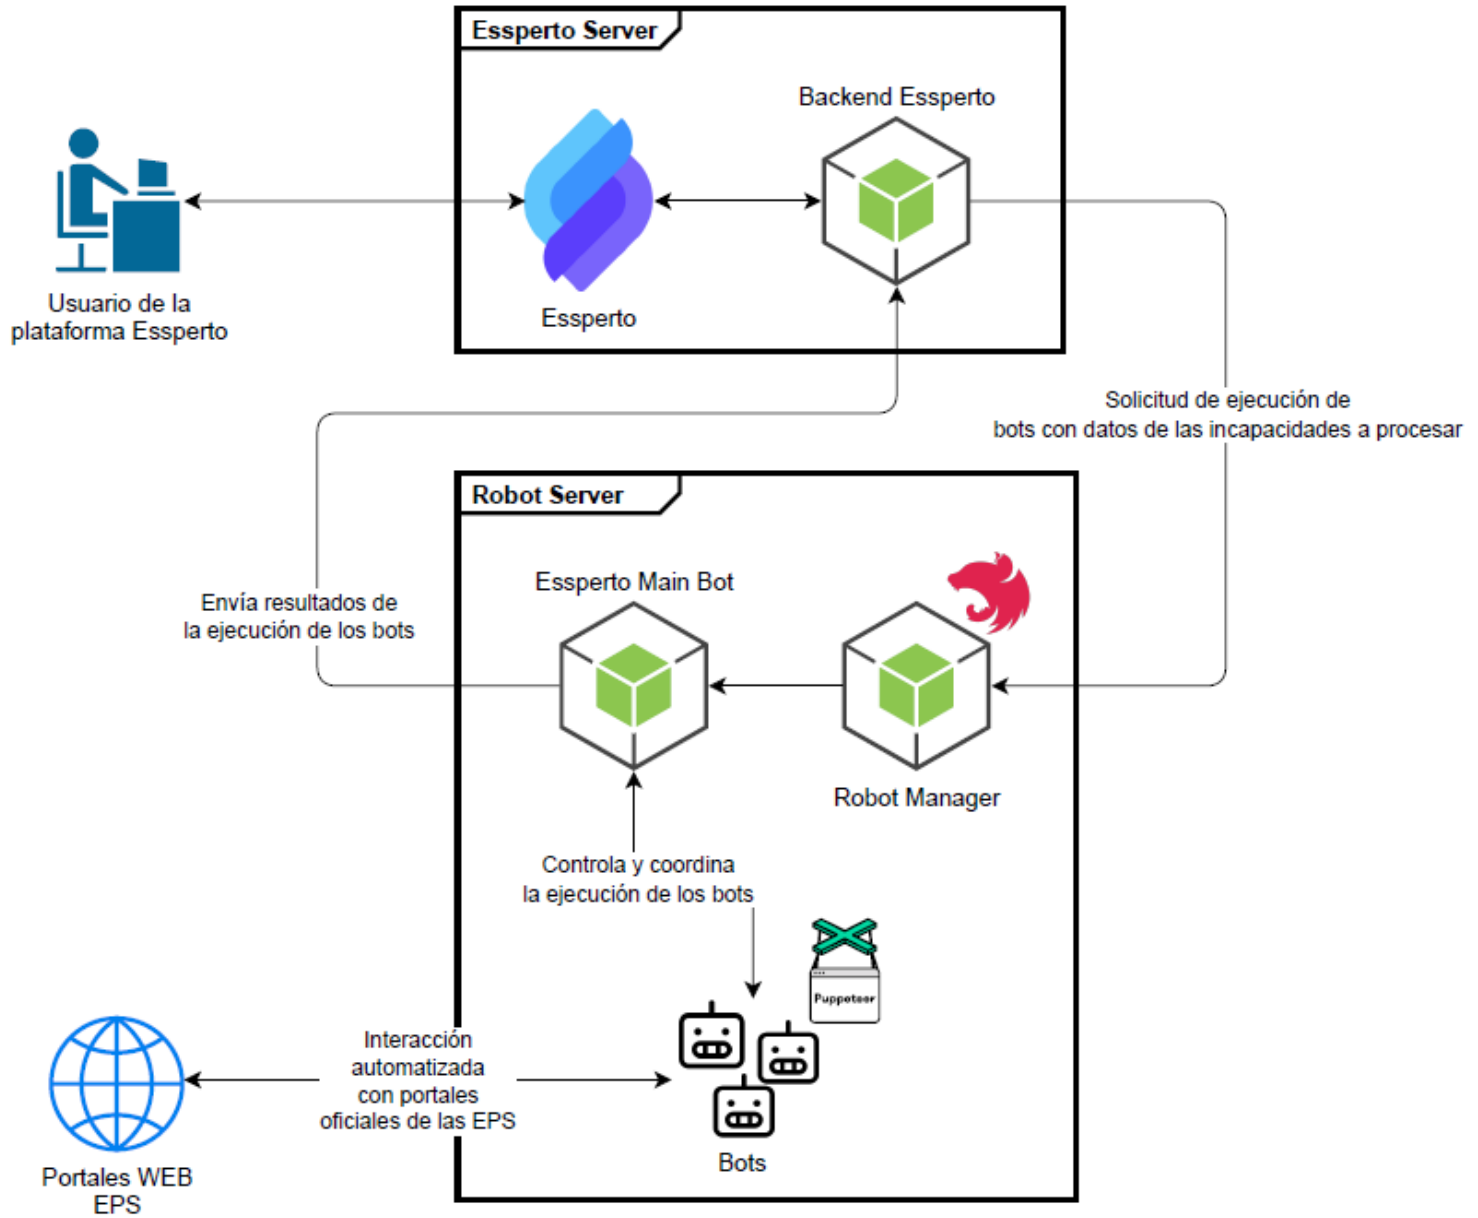 Essperto Server
Backend Essperto
Usuario de la
plataforma Essperto
Essperto
Solicitud de ejecución de
bots con datos de las incapacidades a procesar
Robot Server
Essperto Main Bot
Envía resultados de
la ejecución de los bots
Robot Manager
Controla y coordina
la ejecución de los bots
Puppeteer
Interacción
automatizada
con portales
oficiales de las EPS
Bots
Portales WEB
EPS